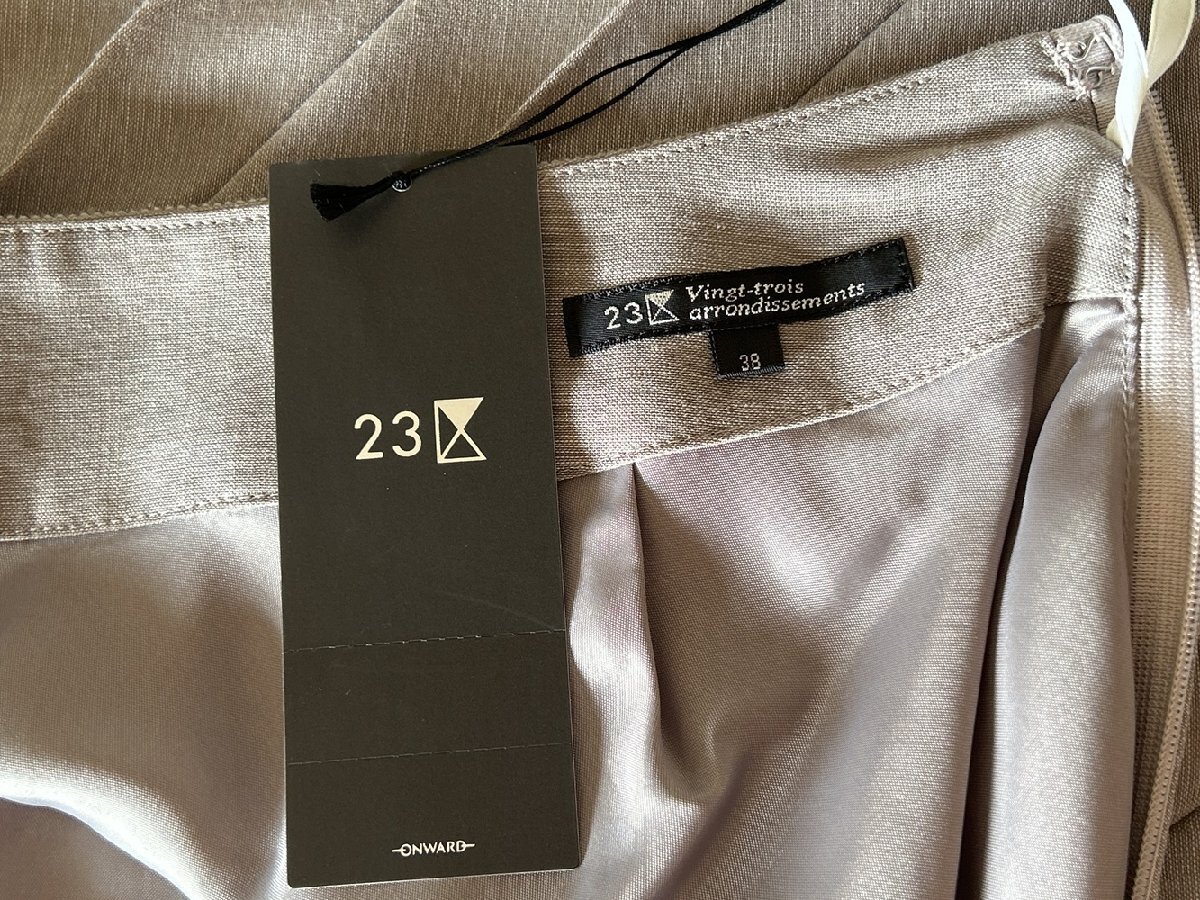 23
Vingt-trois
arrondissements
38
23
ONWARD